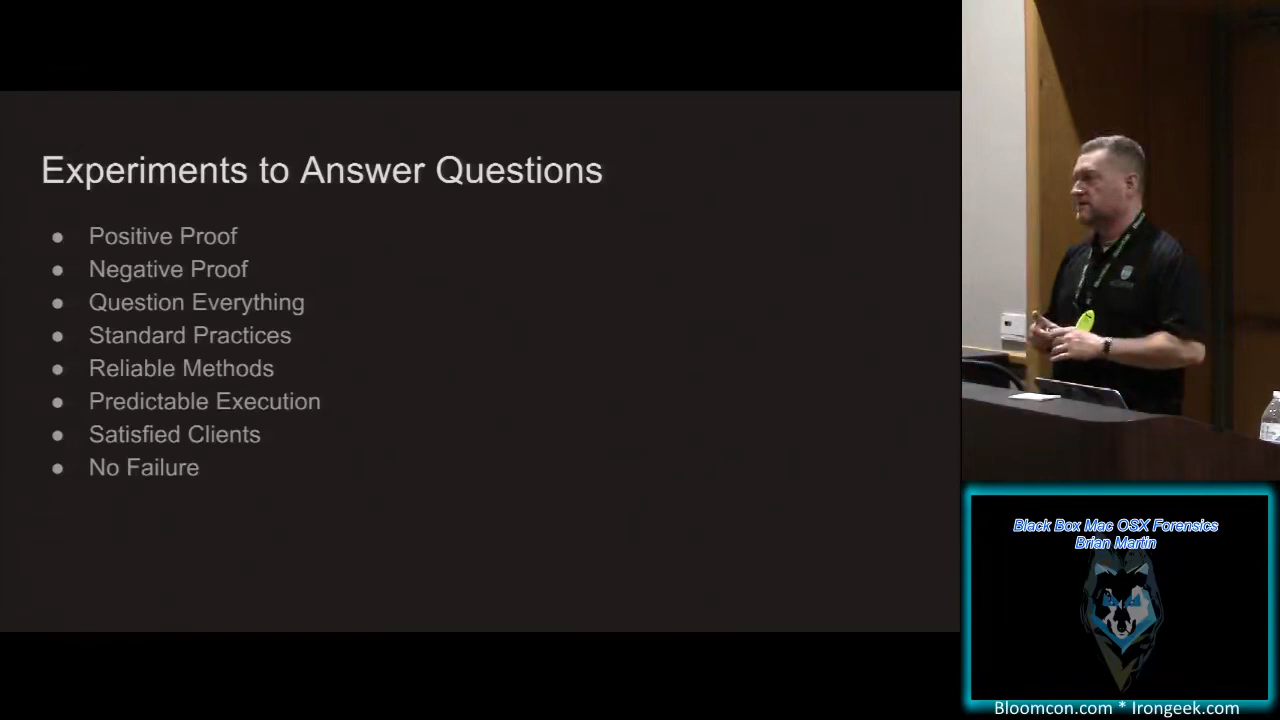 Experiments to Answer Questions
● Positive Proof
● Negative Proof
● Question Everything
● Standard Practices
● Reliable Methods
● Predictable Execution
● Satisfied Clients
● No Failure
Black Box Mac OSX Forensics
Brian Martin
Bloomcon.com * Irongeek.com